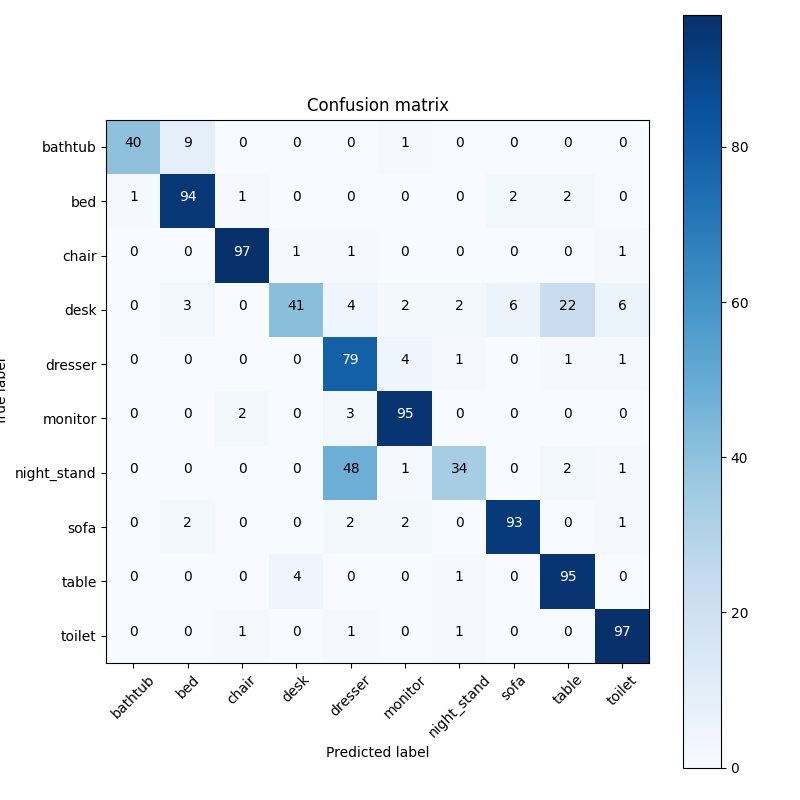 Confusion matrix
bathtub 40 9 0 0 0 1 0 0 0 0
bed 1 94 1 0 0 0 0 2 2 0
chair 0 0 97 1 1 0 0 0 0 1
desk 0 3 0 41 4 2 2 6 22 6
dresser 0 0 0 0 79 4 1 0 1 1
monitor 0 0 2 0 3 95 0 0 0 0
night_stand 0 0 0 0 48 1 34 0 2 1
sofa 0 2 0 0 2 2 0 93 0 1
table 0 0 0 4 0 0 1 0 95 0
toilet 0 0 1 0 1 0 1 0 0 97
bathtub bed chair desk dresser monitor night_stand sofa table toilet
Predicted label
80
60
40
20
0